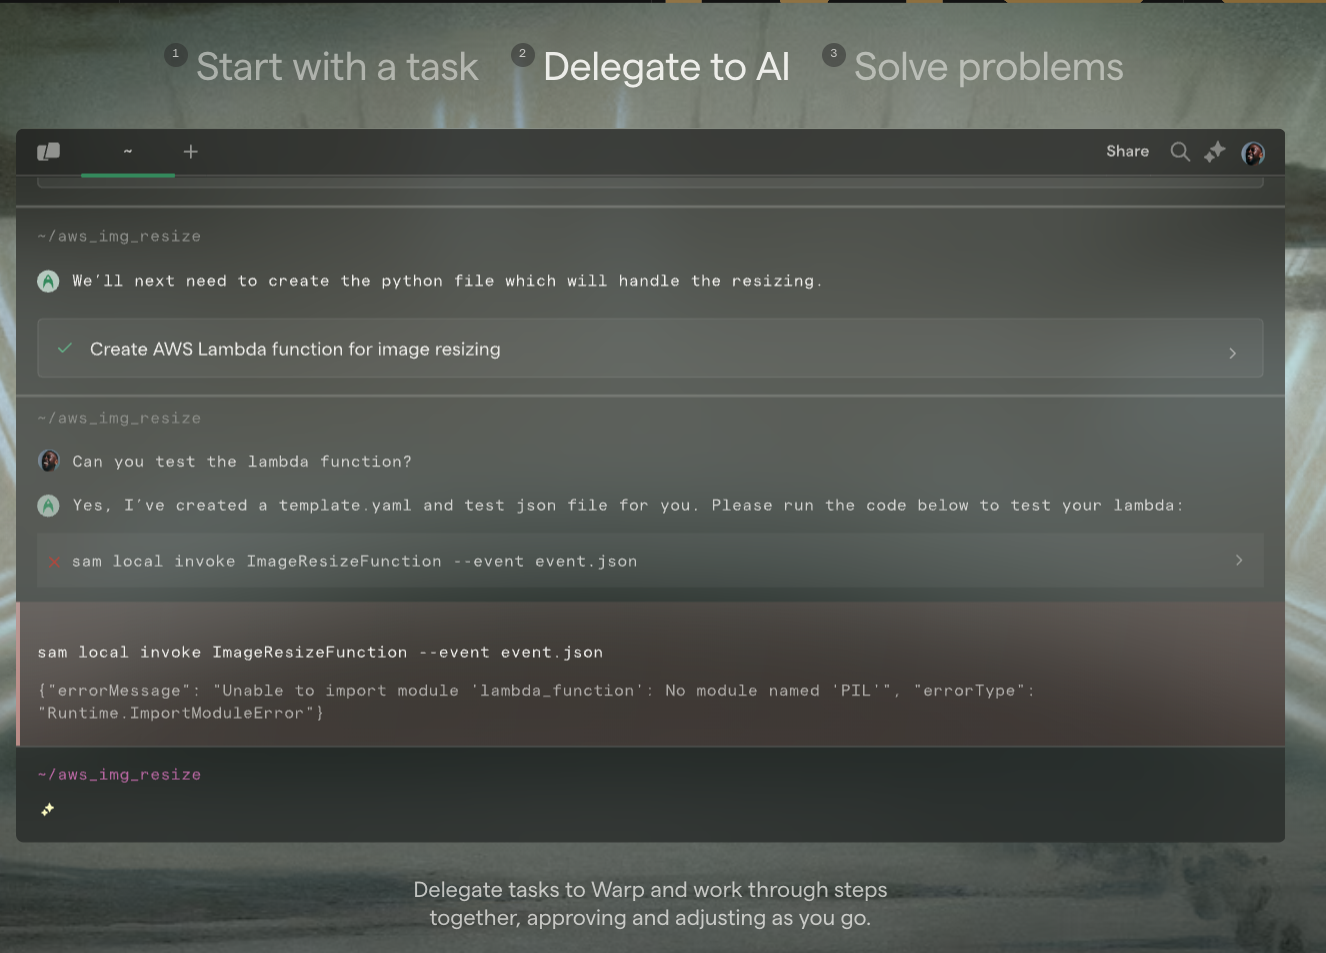 1 Start with a task 2 Delegate to AI 3 Solve problems
~ + Share
~/aws_img_resize
We'll next need to create the python file which will handle the resizing.
Create AWS Lambda function for image resizing
~/aws_img_resize
Can you test the lambda function?
Yes, I've created a template.yaml and test json file for you. Please run the code below to test your lambda:
sam local invoke ImageResizeFunction --event event.json
sam local invoke ImageResizeFunction --event event.json
{"errorMessage": "Unable to import module 'lambda_function': No module named 'PIL'", "errorType":
"Runtime.ImportModuleError"}
~/aws_img_resize
Delegate tasks to Warp and work through steps
together, approving and adjusting as you go.